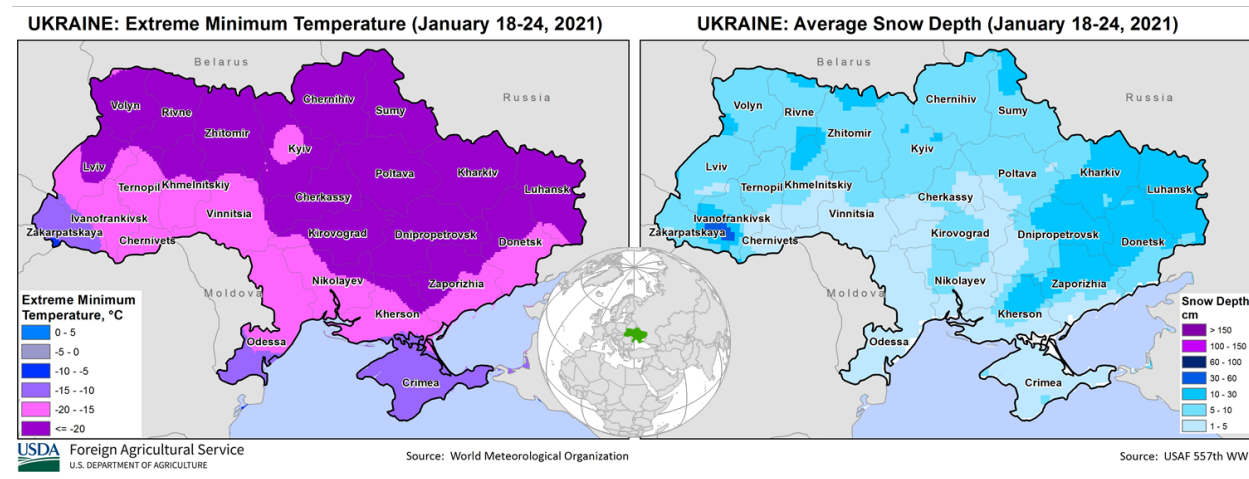 UKRAINE: Extreme Minimum Temperature (January 18-24, 2021)
Belarus
Russia
Volyn
Rivne
Chernihiv
Sumy
Zhitomir
Kyiv
Lviv
Poltava
Kharkiv
Ternopil
Khmelnitskiy
Luhansk
Cherkassy
Ivanofrankivsk
Vinnitsia
Zakarpatskaya
Chernivets
Kirovograd
Dnipropetrovsk
Donetsk
Nikolayev
Zaporizhia
Moldova
Kherson
Odessa
Crimea
Extreme Minimum
Temperature, °C
0 - 5
-5 - 0
-10 - -5
-15 - -10
-20 - -15
<= -20
UKRAINE: Average Snow Depth (January 18-24, 2021)
Belarus
Russia
Volyn
Rivne
Chernihiv
Sumy
Zhitomir
Kyiv
Lviv
Poltava
Kharkiv
Ternopil
Khmelnitskiy
Luhansk
Cherkassy
Ivanofrankivsk
Vinnitsia
Zakarpatskaya
Chernivets
Kirovograd
Dnipropetrovsk
Donetsk
Nikolayev
Zaporizhia
Moldova
Kherson
Odessa
Crimea
Snow Depth
cm
> 150
100 - 150
60 - 100
30 - 60
10 - 30
5 - 10
1 - 5
USDA
Foreign Agricultural Service
U.S. DEPARTMENT OF AGRICULTURE
Source: World Meteorological Organization
Source: USAF 557th WW